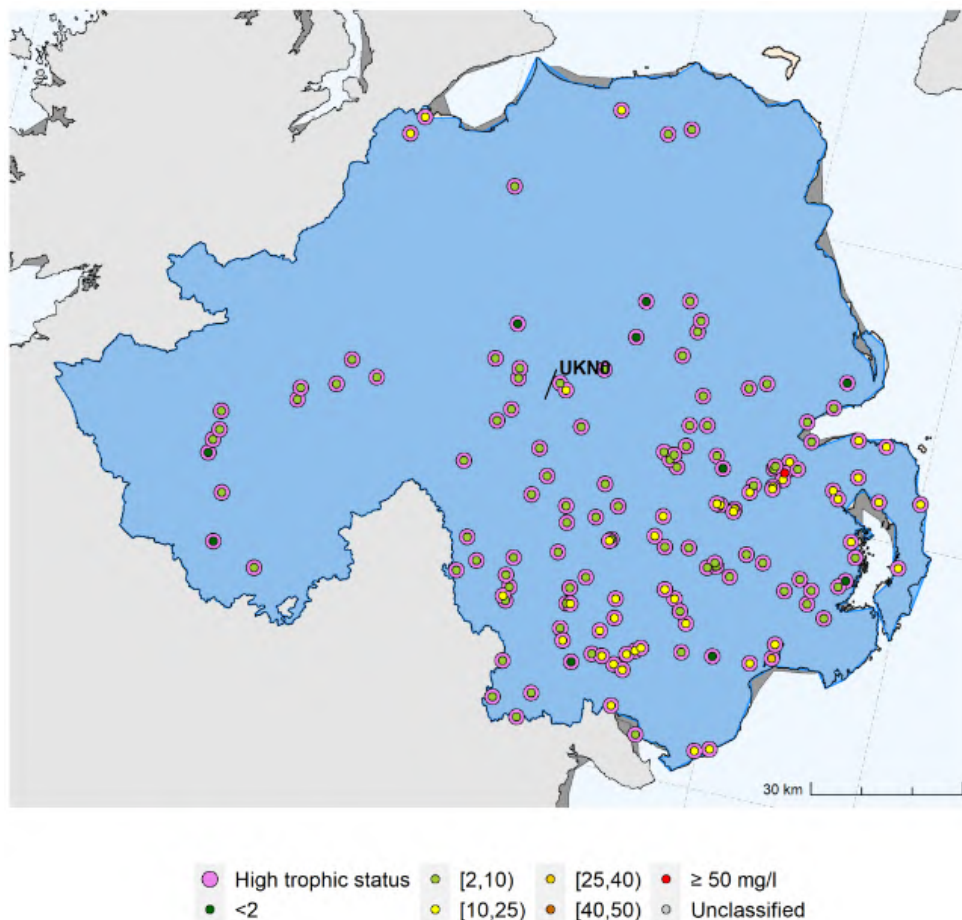 UKN0
30 km
High trophic status [2,10) [25,40) ≥ 50 mg/l
<2 [10,25) [40,50) Unclassified